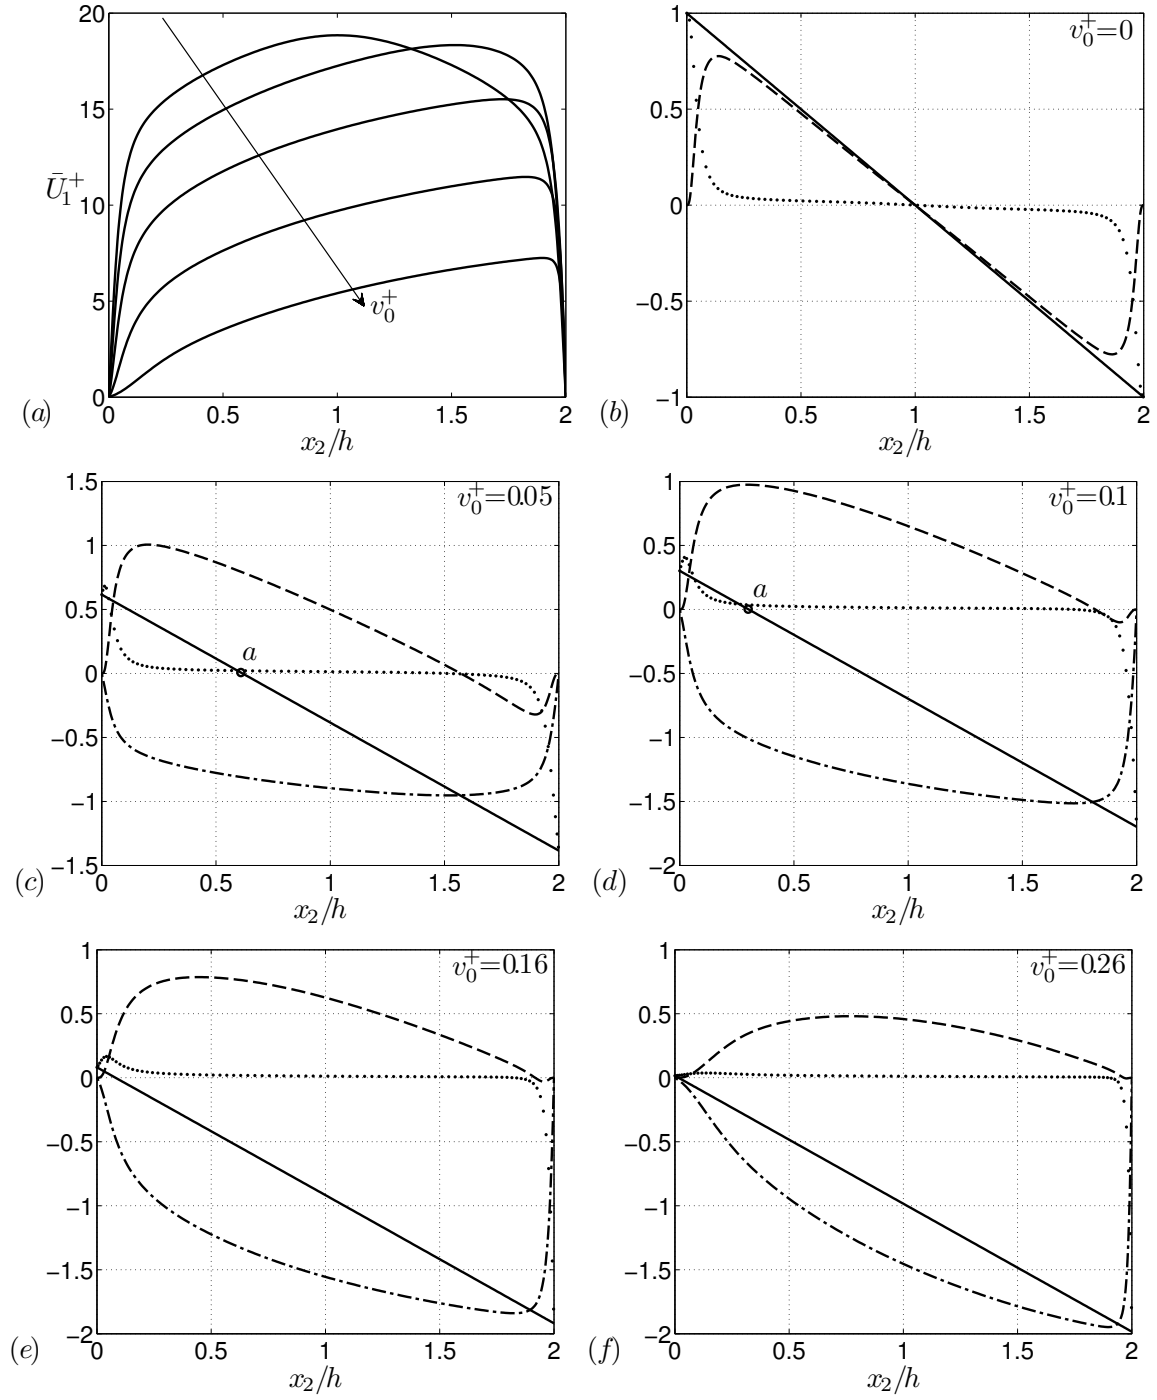 20
15
10
5
0
Ū₁⁺
v₀⁺
0 0.5 1 1.5 2
x₂/h
(a)
1
0.5
0
−0.5
−1
v₀⁺=0
0 0.5 1 1.5 2
x₂/h
(b)
1.5
1
0.5
0
−0.5
−1
−1.5
v₀⁺=0.05
a
0 0.5 1 1.5 2
x₂/h
(c)
1
0.5
0
−0.5
−1
−1.5
−2
v₀⁺=0.1
a
0 0.5 1 1.5 2
x₂/h
(d)
1
0.5
0
−0.5
−1
−1.5
−2
v₀⁺=0.16
0 0.5 1 1.5 2
x₂/h
(e)
1
0.5
0
−0.5
−1
−1.5
−2
v₀⁺=0.26
0 0.5 1 1.5 2
x₂/h
(f)